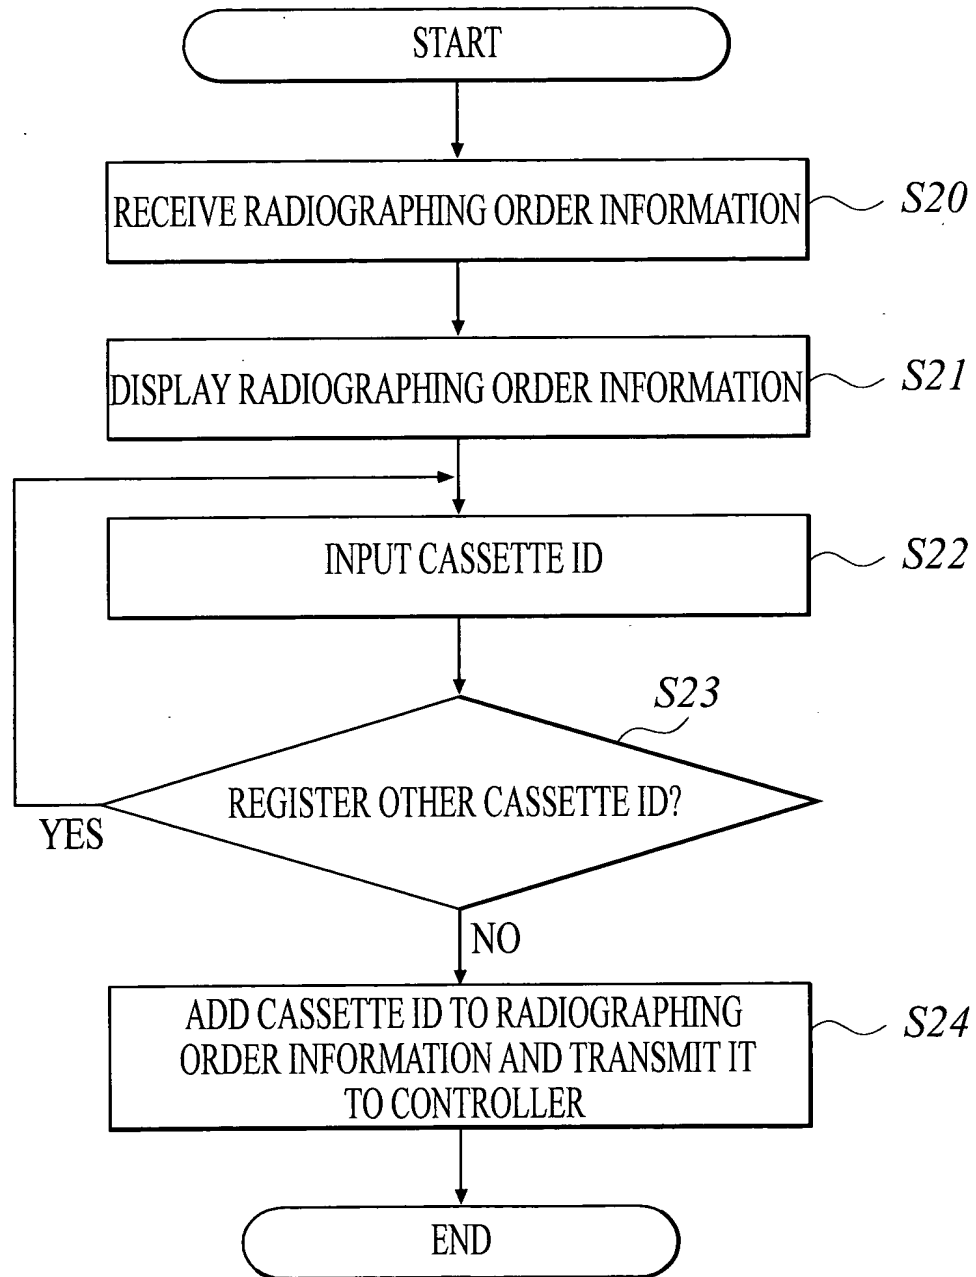 START
RECEIVE RADIOGRAPHING ORDER INFORMATION
S20
DISPLAY RADIOGRAPHING ORDER INFORMATION
S21
INPUT CASSETTE ID
S22
S23
REGISTER OTHER CASSETTE ID?
YES
NO
ADD CASSETTE ID TO RADIOGRAPHING
ORDER INFORMATION AND TRANSMIT IT
TO CONTROLLER
S24
END